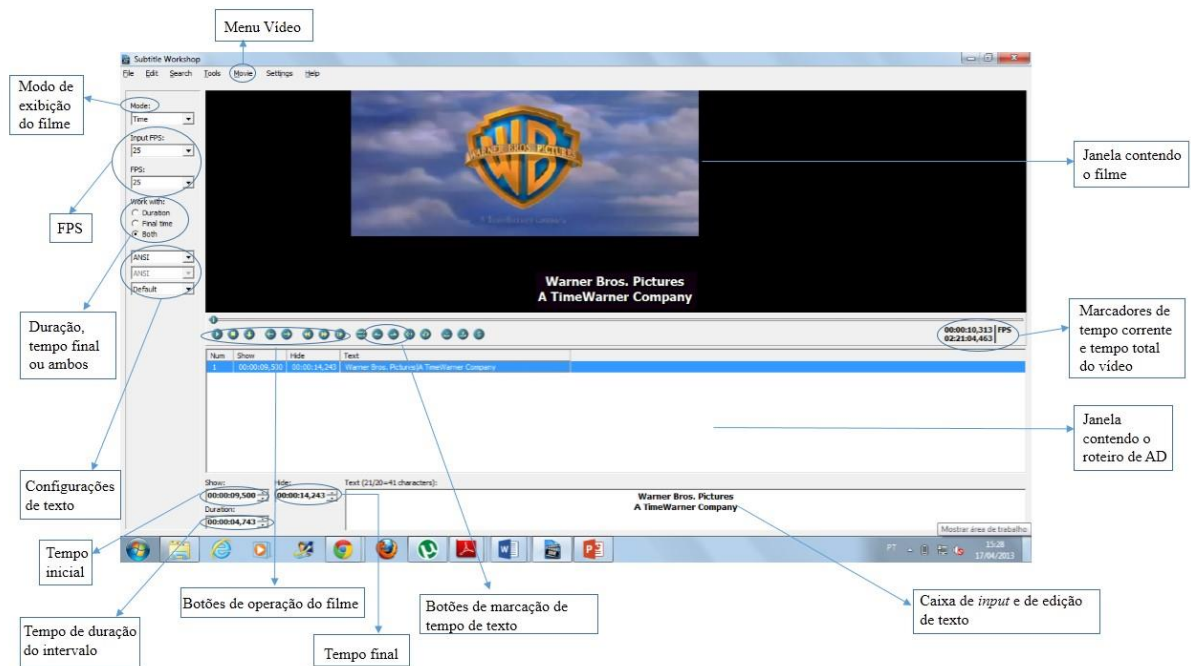 Menu Vídeo
Subtitle Workshop
File Edit Search Tools Movie Settings Help
Modo de
exibição
do filme
Mode:
Time
Input FPS:
25
FPS:
25
Work with:
Duration
Final time
Both
ANSI
ANSI
Default
FPS
Duração,
tempo final
ou ambos
Configurações
de texto
WB
WARNER BROS. PICTURES
A TimeWarner Company
Warner Bros. Pictures
A TimeWarner Company
Janela contendo
o filme
00:00:10,313 FPS
02:21:04,463
Marcadores de
tempo corrente
e tempo total
do vídeo
Num Show Hide Text
1 00:00:09,500 00:00:14,243 Warner Bros. Pictures|A TimeWarner Company
Janela
contendo o
roteiro de AD
Show: Hide: Text (21/20=41 characters):
00:00:09,500 00:00:14,243
Duration:
00:00:04,743
Warner Bros. Pictures
A TimeWarner Company
Mostrar área de trabalho
PT 15:28
17/04/2013
Tempo
inicial
Tempo de duração
do intervalo
Botões de operação do filme
Tempo final
Botões de marcação de
tempo de texto
Caixa de input e de edição
de texto